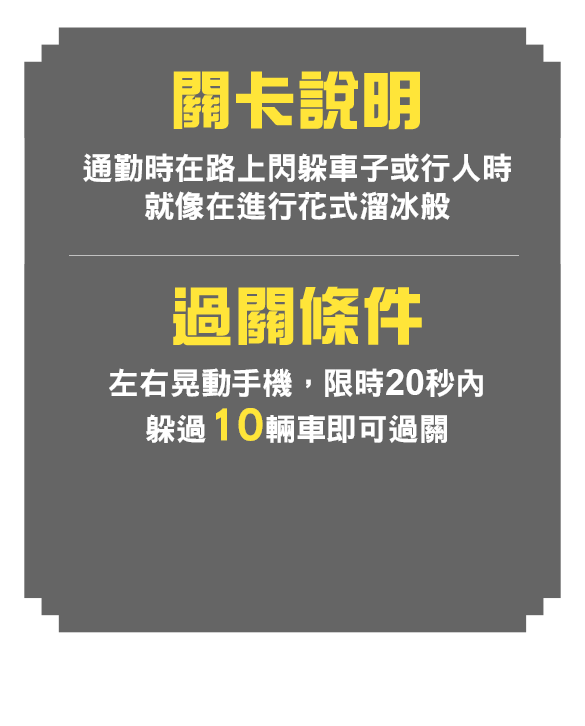 關卡說明
通勤時在路上閃躲車子或行人時
就像在進行花式溜冰般
過關條件
左右晃動手機，限時20秒內
躲過10輛車即可過關